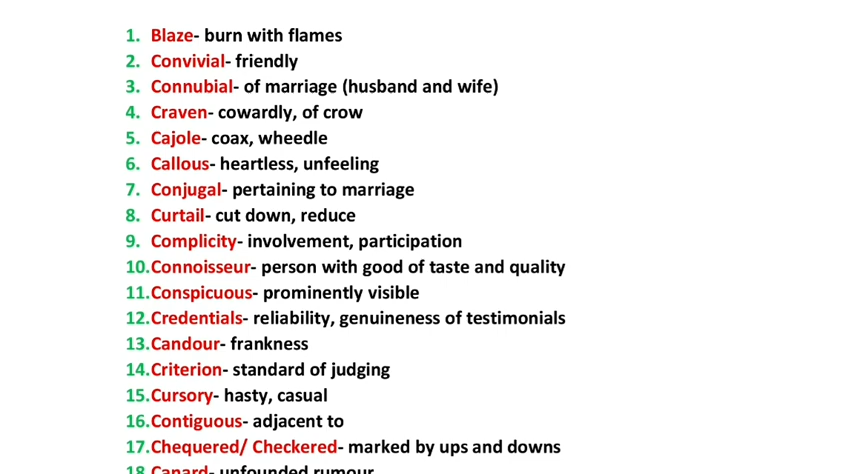 1. Blaze- burn with flames
2. Convivial- friendly
3. Connubial- of marriage (husband and wife)
4. Craven- cowardly, of crow
5. Cajole- coax, wheedle
6. Callous- heartless, unfeeling
7. Conjugal- pertaining to marriage
8. Curtail- cut down, reduce
9. Complicity- involvement, participation
10.Connoisseur- person with good of taste and quality
11.Conspicuous- prominently visible
12.Credentials- reliability, genuineness of testimonials
13.Candour- frankness
14.Criterion- standard of judging
15.Cursory- hasty, casual
16.Contiguous- adjacent to
17.Chequered/ Checkered- marked by ups and downs
18.Canard- unfounded rumour